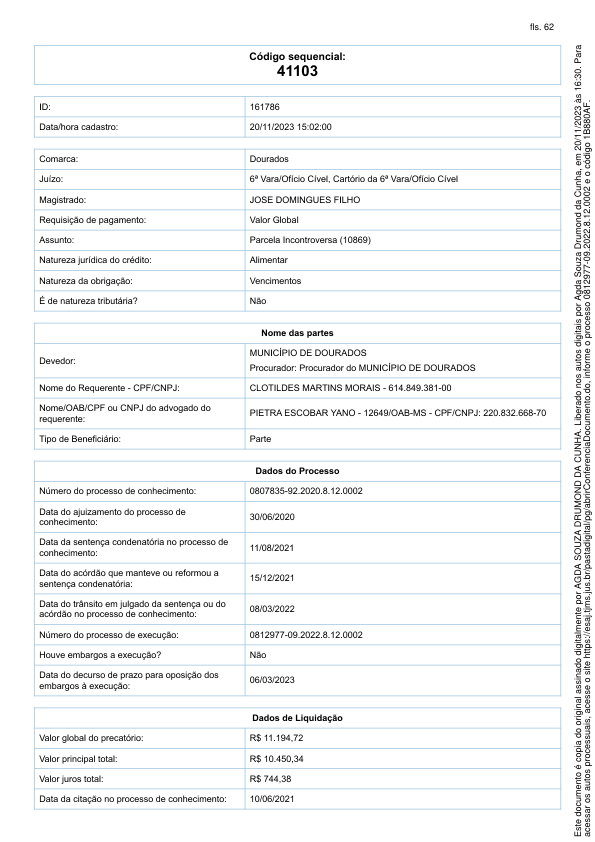 fls. 62
Código sequencial:
41103
ID: 161786
Data/hora cadastro: 20/11/2023 15:02:00
Comarca: Dourados
Juízo: 6ª Vara/Ofício Cível, Cartório da 6ª Vara/Ofício Cível
Magistrado: JOSE DOMINGUES FILHO
Requisição de pagamento: Valor Global
Assunto: Parcela Incontroversa (10869)
Natureza jurídica do crédito: Alimentar
Natureza da obrigação: Vencimentos
É de natureza tributária? Não
Nome das partes
Devedor: MUNICÍPIO DE DOURADOS
Procurador: Procurador do MUNICÍPIO DE DOURADOS
Nome do Requerente - CPF/CNPJ: CLOTILDES MARTINS MORAIS - 614.849.381-00
Nome/OAB/CPF ou CNPJ do advogado do
requerente: PIETRA ESCOBAR YANO - 12649/OAB-MS - CPF/CNPJ: 220.832.668-70
Tipo de Beneficiário: Parte
Dados do Processo
Número do processo de conhecimento: 0807835-92.2020.8.12.0002
Data do ajuizamento do processo de
conhecimento: 30/06/2020
Data da sentença condenatória no processo de
conhecimento: 11/08/2021
Data do acórdão que manteve ou reformou a
sentença condenatória: 15/12/2021
Data do trânsito em julgado da sentença ou do
acórdão no processo de conhecimento: 08/03/2022
Número do processo de execução: 0812977-09.2022.8.12.0002
Houve embargos a execução? Não
Data do decurso de prazo para oposição dos
embargos à execução: 06/03/2023
Dados de Liquidação
Valor global do precatório: R$ 11.194,72
Valor principal total: R$ 10.450,34
Valor juros total: R$ 744,38
Data da citação no processo de conhecimento: 10/06/2021
Este documento é copia do original assinado digitalmente por AGDA SOUZA DRUMOND DA CUNHA. Liberado nos autos digitais por Agda Souza Drumond da Cunha, em 20/11/2023 às 16:30. Para
acessar os autos processuais, acesse o site https://esaj.tjms.jus.br/pastadigital/pg/abrirConferenciaDocumento.do, informe o processo 0812977-09.2022.8.12.0002 e o código 1B880AF.